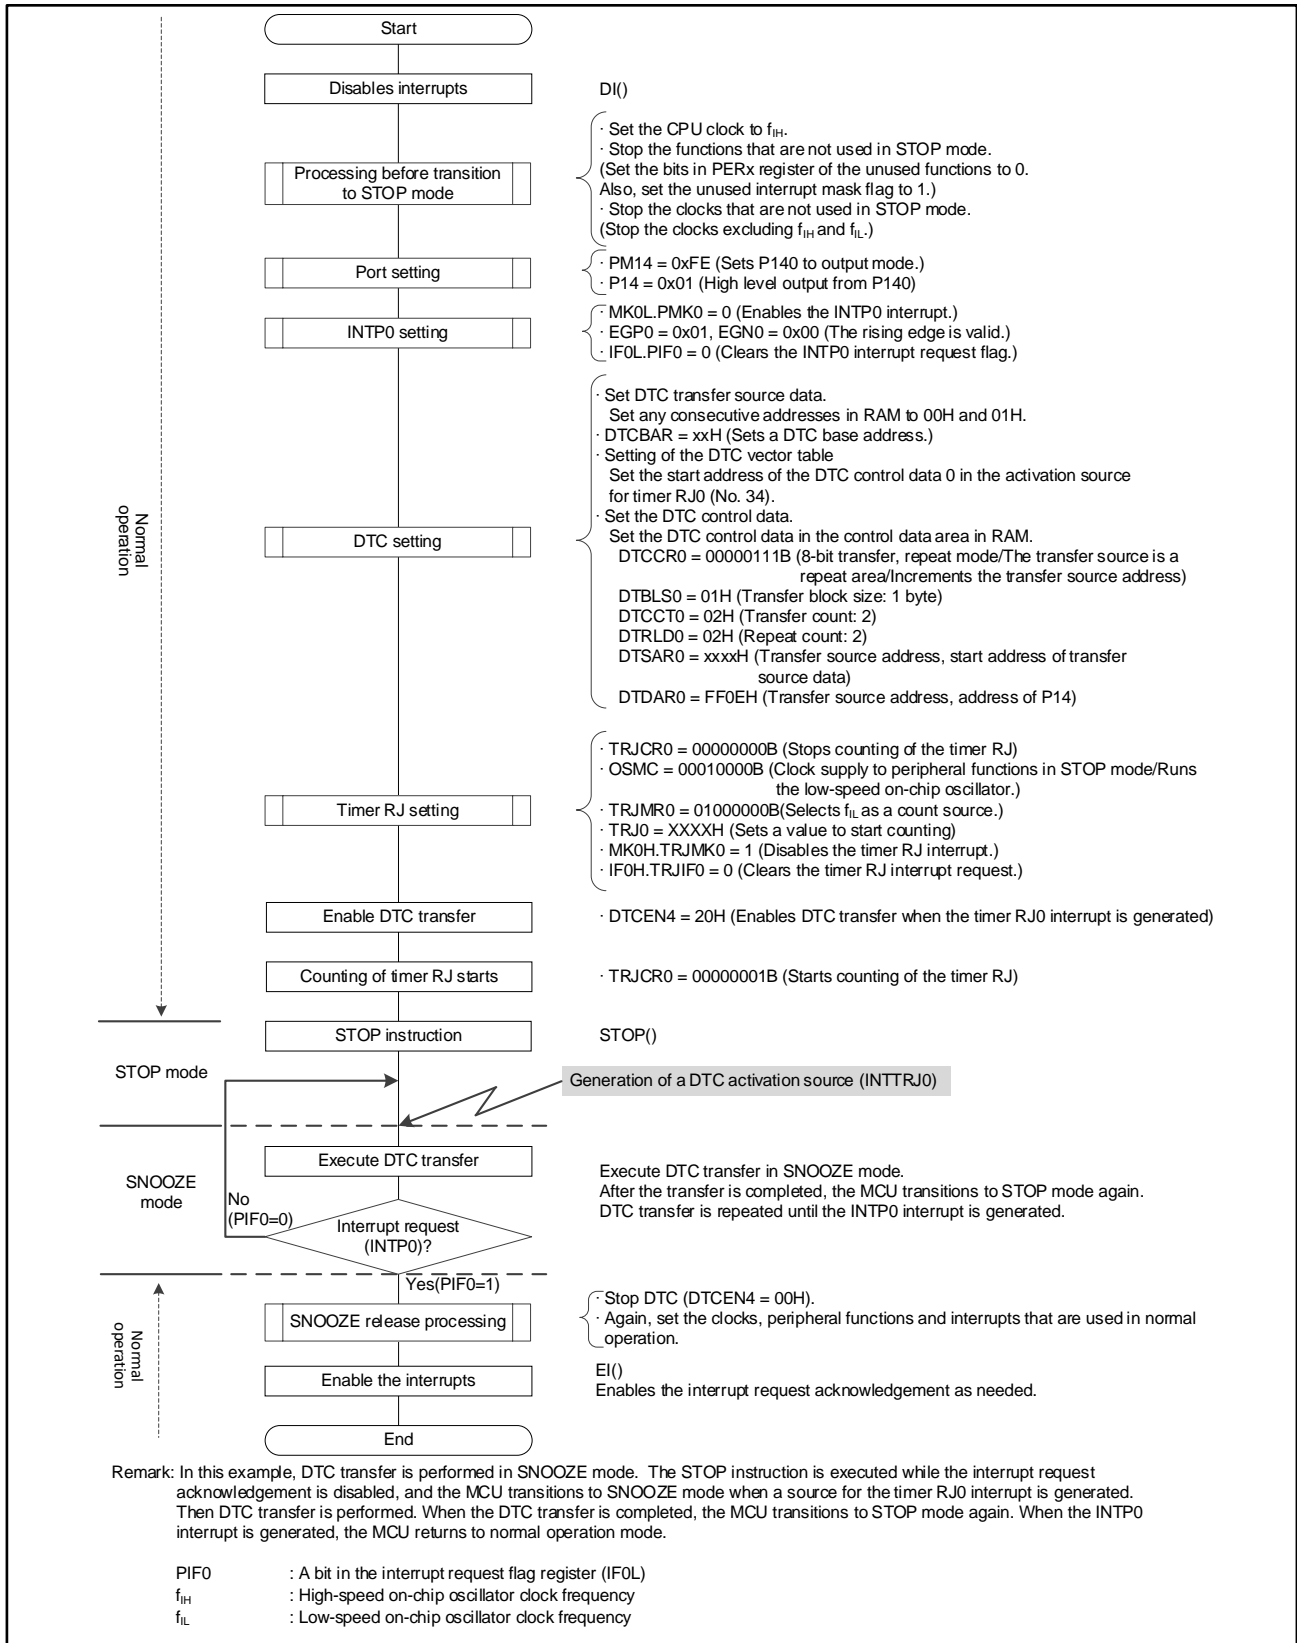 Start
Disables interrupts
DI()
Processing before transition
to STOP mode
· Set the CPU clock to fIH.
· Stop the functions that are not used in STOP mode.
(Set the bits in PERx register of the unused functions to 0.
Also, set the unused interrupt mask flag to 1.)
· Stop the clocks that are not used in STOP mode.
(Stop the clocks excluding fIH and fIL.)
Port setting
· PM14 = 0xFE (Sets P140 to output mode.)
· P14 = 0x01 (High level output from P140)
INTP0 setting
· MK0L.PMK0 = 0 (Enables the INTP0 interrupt.)
· EGP0 = 0x01, EGN0 = 0x00 (The rising edge is valid.)
· IF0L.PIF0 = 0 (Clears the INTP0 interrupt request flag.)
Normal
operation
DTC setting
· Set DTC transfer source data.
Set any consecutive addresses in RAM to 00H and 01H.
· DTCBAR = xxH (Sets a DTC base address.)
· Setting of the DTC vector table
Set the start address of the DTC control data 0 in the activation source
for timer RJ0 (No. 34).
· Set the DTC control data.
Set the DTC control data in the control data area in RAM.
DTCCR0 = 00000111B (8-bit transfer, repeat mode/The transfer source is a
repeat area/Increments the transfer source address)
DTBLS0 = 01H (Transfer block size: 1 byte)
DTCCT0 = 02H (Transfer count: 2)
DTRLD0 = 02H (Repeat count: 2)
DTSAR0 = xxxxH (Transfer source address, start address of transfer
source data)
DTDAR0 = FF0EH (Transfer source address, address of P14)
Timer RJ setting
· TRJCR0 = 00000000B (Stops counting of the timer RJ)
· OSMC = 00010000B (Clock supply to peripheral functions in STOP mode/Runs
the low-speed on-chip oscillator.)
· TRJMR0 = 01000000B(Selects fIL as a count source.)
· TRJ0 = XXXXH (Sets a value to start counting)
· MK0H.TRJMK0 = 1 (Disables the timer RJ interrupt.)
· IF0H.TRJIF0 = 0 (Clears the timer RJ interrupt request.)
Enable DTC transfer
· DTCEN4 = 20H (Enables DTC transfer when the timer RJ0 interrupt is generated)
Counting of timer RJ starts
· TRJCR0 = 00000001B (Starts counting of the timer RJ)
STOP instruction
STOP()
STOP mode
Generation of a DTC activation source (INTTRJ0)
SNOOZE
mode
Execute DTC transfer
Execute DTC transfer in SNOOZE mode.
After the transfer is completed, the MCU transitions to STOP mode again.
DTC transfer is repeated until the INTP0 interrupt is generated.
No
(PIF0=0)
Interrupt request
(INTP0)?
Yes(PIF0=1)
Normal
operation
SNOOZE release processing
· Stop DTC (DTCEN4 = 00H).
· Again, set the clocks, peripheral functions and interrupts that are used in normal
operation.
Enable the interrupts
EI()
Enables the interrupt request acknowledgement as needed.
End
Remark: In this example, DTC transfer is performed in SNOOZE mode. The STOP instruction is executed while the interrupt request
acknowledgement is disabled, and the MCU transitions to SNOOZE mode when a source for the timer RJ0 interrupt is generated.
Then DTC transfer is performed. When the DTC transfer is completed, the MCU transitions to STOP mode again. When the INTP0
interrupt is generated, the MCU returns to normal operation mode.
PIF0 : A bit in the interrupt request flag register (IF0L)
fIH : High-speed on-chip oscillator clock frequency
fIL : Low-speed on-chip oscillator clock frequency